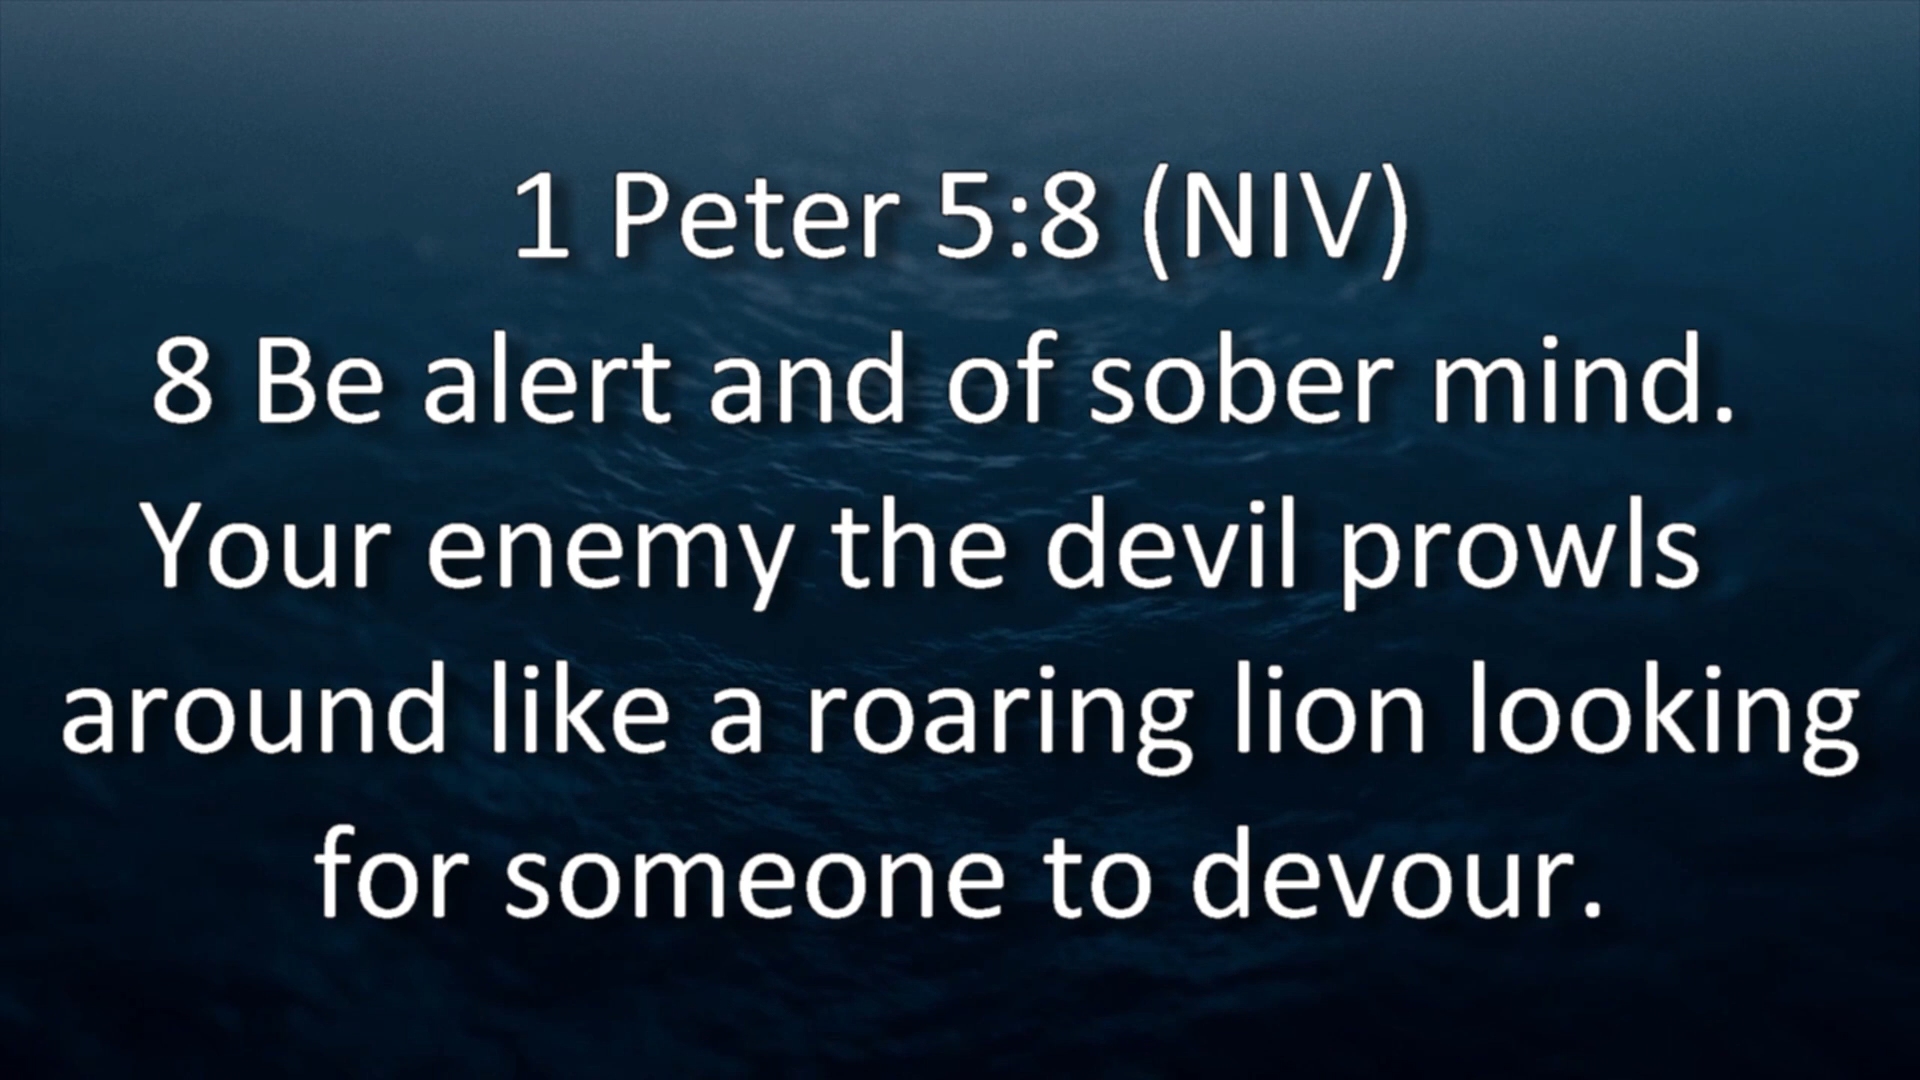 1 Peter 5:8 (NIV)
8 Be alert and of sober mind.
Your enemy the devil prowls
around like a roaring lion looking
for someone to devour.